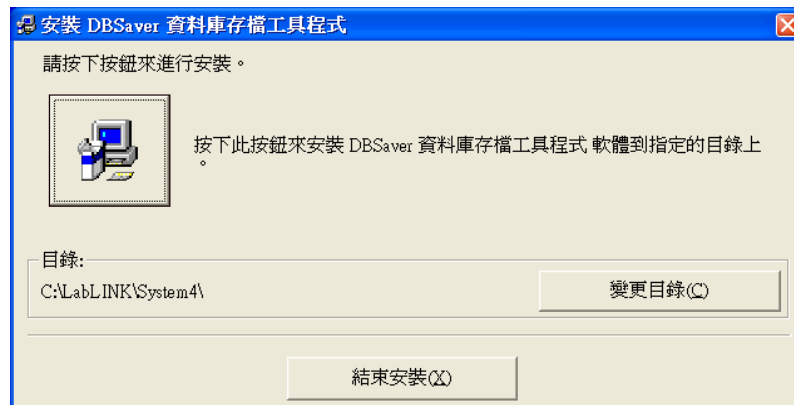 安裝 DBSaver 資料庫存檔工具程式
請按下按鈕來進行安裝。
按下此按鈕來安裝 DBSaver 資料庫存檔工具程式 軟體到指定的目錄上
。
目錄:
C:\LabLINK\System4\
變更目錄(C)
結束安裝(X)